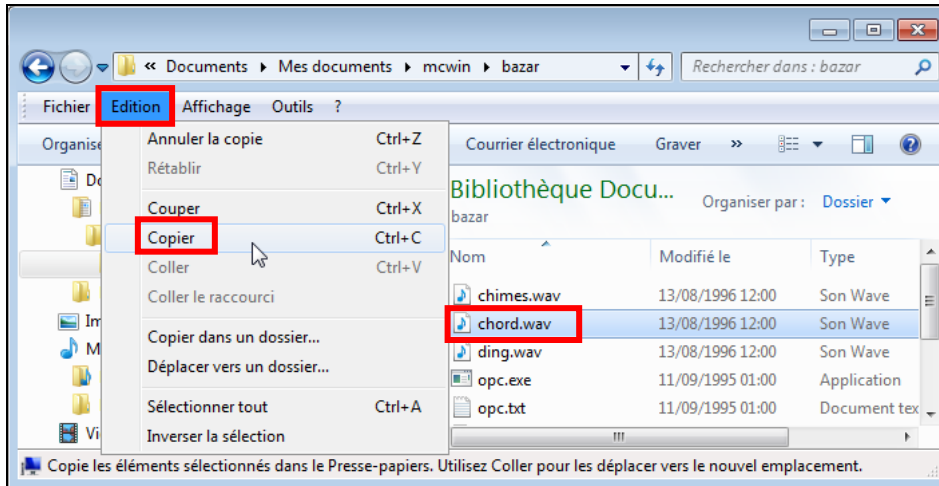 « Documents ▸ Mes documents ▸ mcwin ▸ bazar
Rechercher dans : bazar
Fichier Edition Affichage Outils ?
Organise Courrier électronique Graver »
Annuler la copie Ctrl+Z
Rétablir Ctrl+Y
Couper Ctrl+X
Copier Ctrl+C
Coller Ctrl+V
Coller le raccourci
Copier dans un dossier...
Déplacer vers un dossier...
Sélectionner tout Ctrl+A
Inverser la sélection
Bibliothèque Docu...
bazar
Organiser par : Dossier
Nom Modifié le Type
chimes.wav 13/08/1996 12:00 Son Wave
chord.wav 13/08/1996 12:00 Son Wave
ding.wav 13/08/1996 12:00 Son Wave
opc.exe 11/09/1995 01:00 Application
opc.txt 11/09/1995 01:00 Document tex
Copie les éléments sélectionnés dans le Presse-papiers. Utilisez Coller pour les déplacer vers le nouvel emplacement.